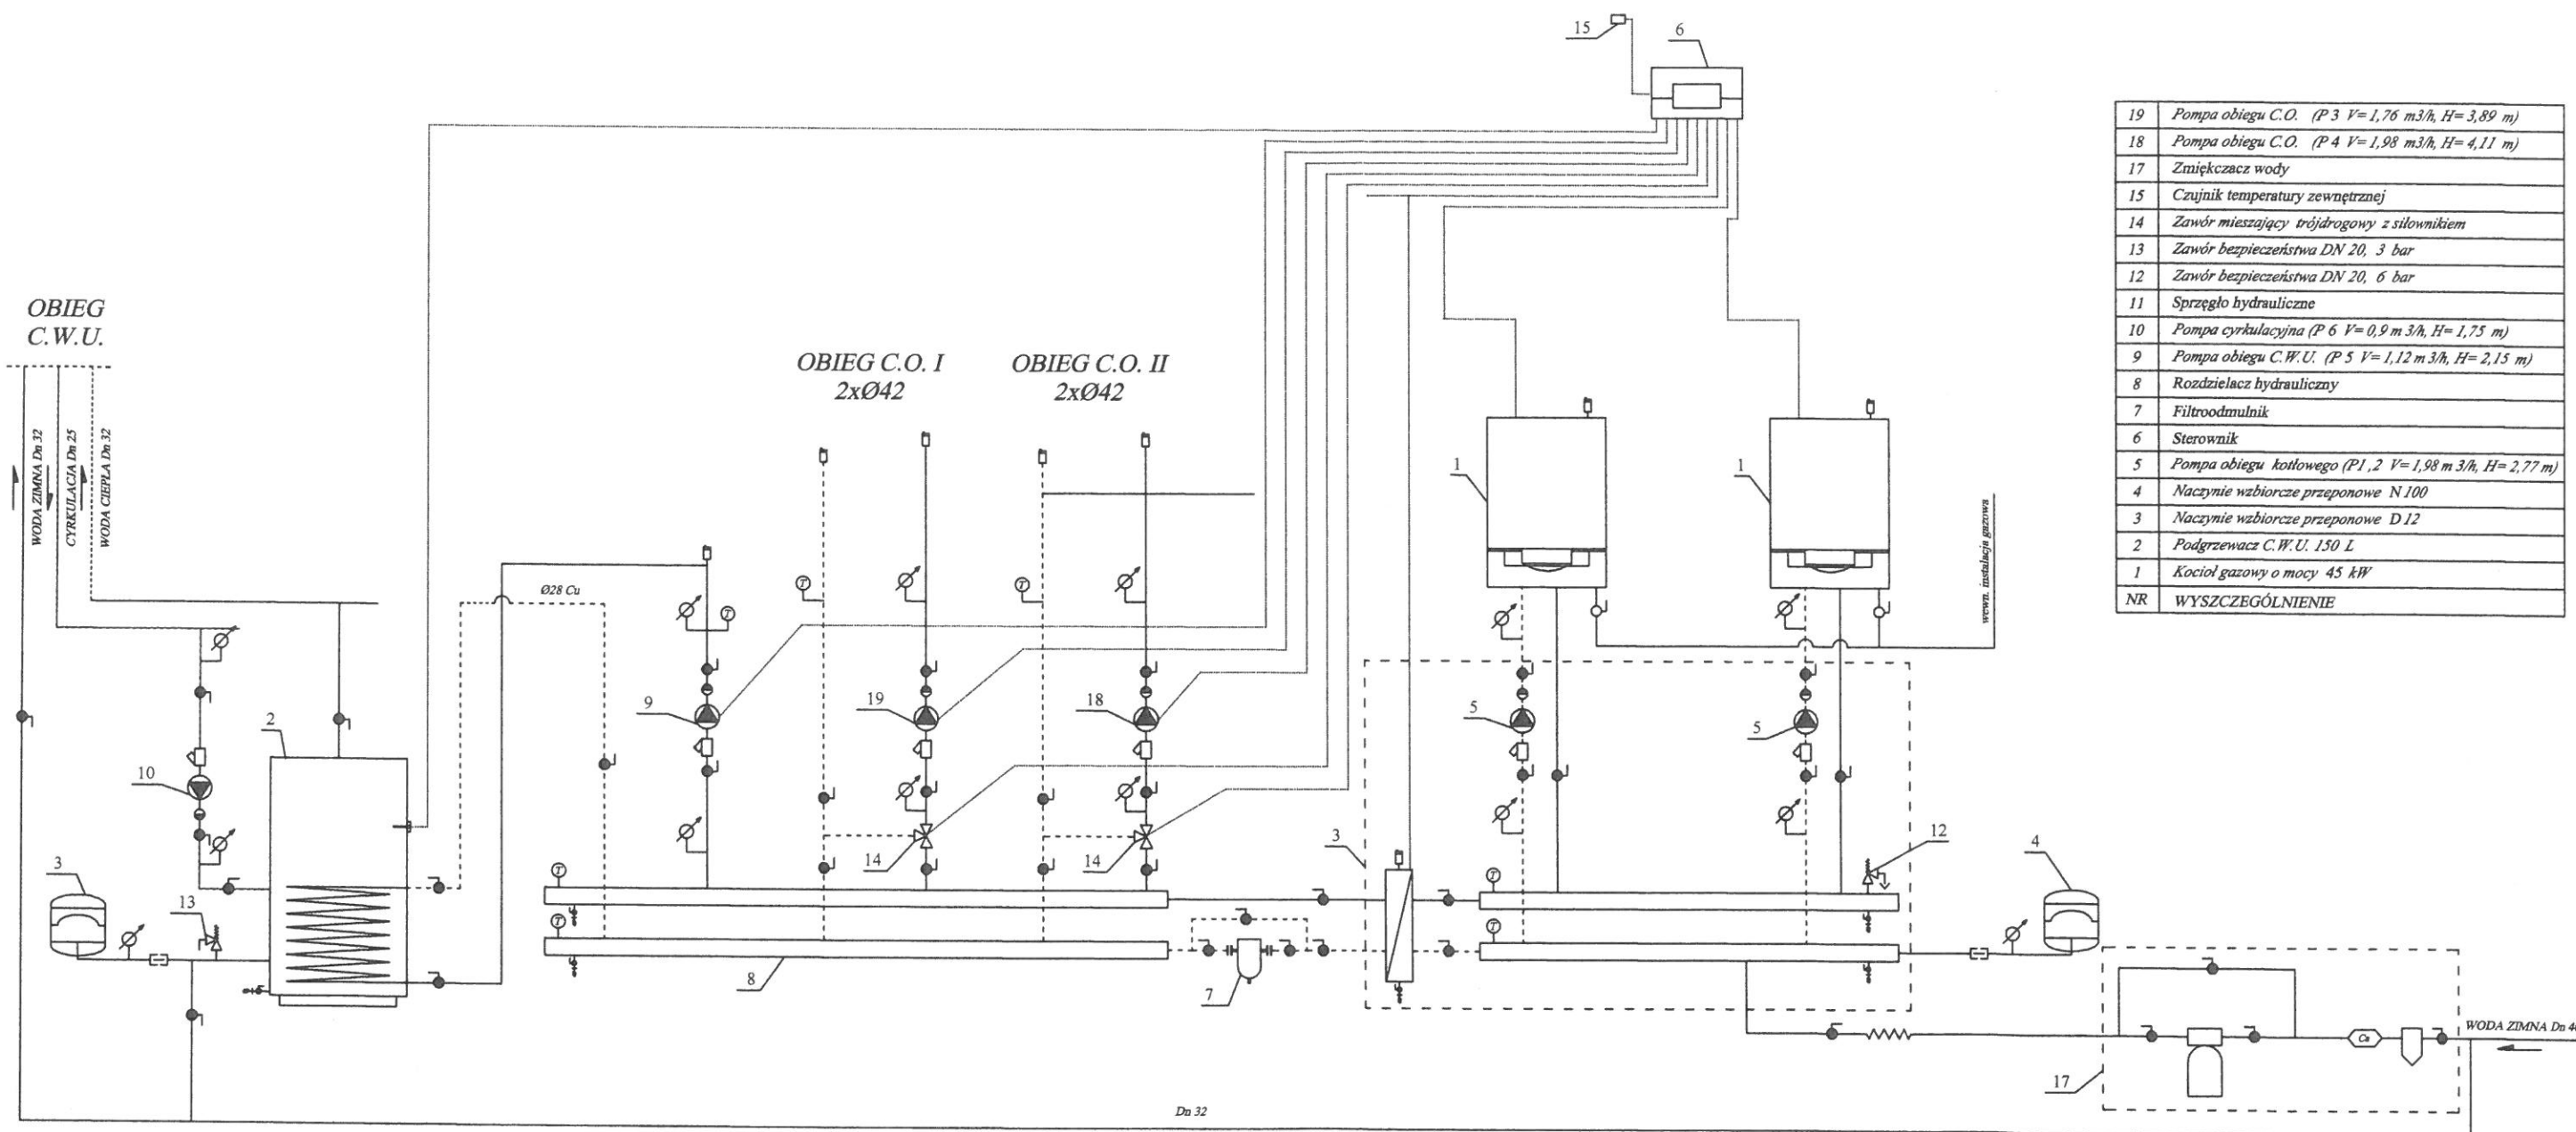 15
6
19 Pompa obiegu C.O. (P 3 V= 1,76 m3/h, H= 3,89 m)
18 Pompa obiegu C.O. (P 4 V= 1,98 m3/h, H= 4,11 m)
17 Zmiękczacz wody
15 Czujnik temperatury zewnętrznej
14 Zawór mieszający trójdrogowy z siłownikiem
13 Zawór bezpieczeństwa DN 20, 3 bar
12 Zawór bezpieczeństwa DN 20, 6 bar
11 Sprzęgło hydrauliczne
10 Pompa cyrkulacyjna (P 6 V= 0,9 m 3/h, H= 1,75 m)
9 Pompa obiegu C.W.U. (P 5 V= 1,12 m 3/h, H= 2,15 m)
8 Rozdzielacz hydrauliczny
7 Filtroodmulnik
6 Sterownik
5 Pompa obiegu kotłowego (P1 ,2 V= 1,98 m 3/h, H= 2,77 m)
4 Naczynie wzbiorcze przeponowe N 100
3 Naczynie wzbiorcze przeponowe D 12
2 Podgrzewacz C.W.U. 150 L
1 Kocioł gazowy o mocy 45 kW
NR WYSZCZEGÓLNIENIE
OBIEG
C.W.U.
WODA ZIMNA Dn 32
CYRKULACJA Dn 25
WODA CIEPŁA Dn 32
OBIEG C.O. I
2xØ42
OBIEG C.O. II
2xØ42
1
1
wewn. instalacja gazowa
Ø28 Cu
T
T
T
2
9
19
18
5
5
10
3
13
14
14
3
12
4
T
T
T
T
8
7
17
Ca
WODA ZIMNA Dn 40
Dn 32